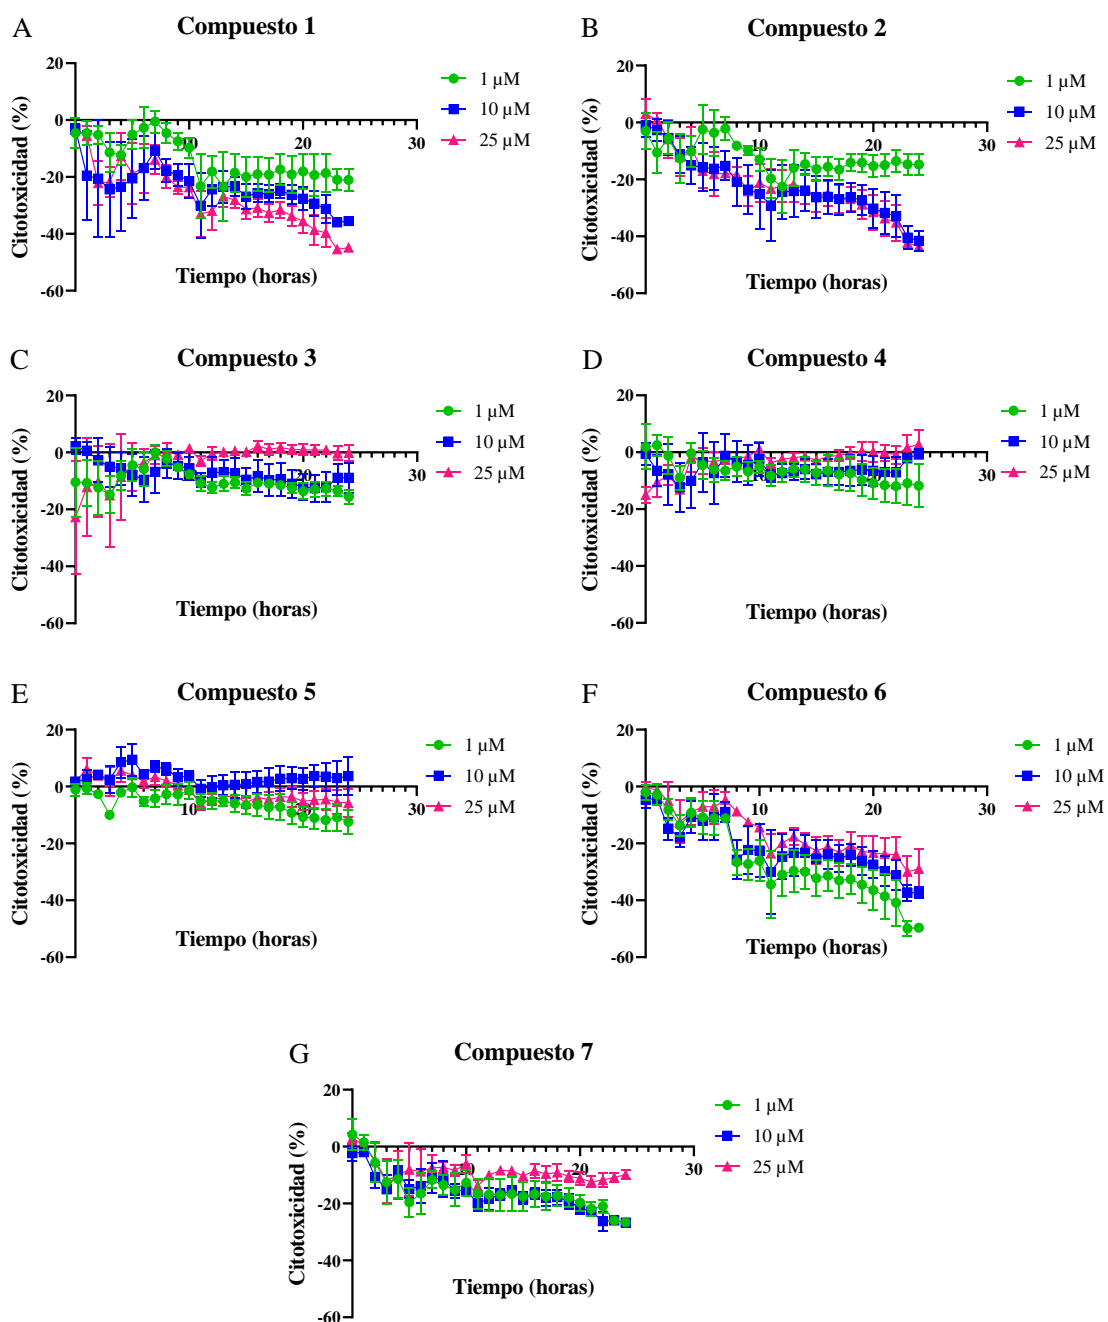 A
Compuesto 1
20
0
-20
-40
-60
10
20
30
Citotoxicidad (%)
Tiempo (horas)
1 µM
10 µM
25 µM
B
Compuesto 2
20
0
-20
-40
-60
10
20
30
Citotoxicidad (%)
Tiempo (horas)
1 µM
10 µM
25 µM
C
Compuesto 3
20
0
-20
-40
-60
10
20
30
Citotoxicidad (%)
Tiempo (horas)
1 µM
10 µM
25 µM
D
Compuesto 4
20
0
-20
-40
-60
10
20
30
Citotoxicidad (%)
Tiempo (horas)
1 µM
10 µM
25 µM
E
Compuesto 5
20
0
-20
-40
-60
10
20
30
Citotoxicidad (%)
Tiempo (horas)
1 µM
10 µM
25 µM
F
Compuesto 6
20
0
-20
-40
-60
10
20
30
Citotoxicidad (%)
Tiempo (horas)
1 µM
10 µM
25 µM
G
Compuesto 7
20
0
-20
-40
-60
10
20
30
Citotoxicidad (%)
Tiempo (horas)
1 µM
10 µM
25 µM